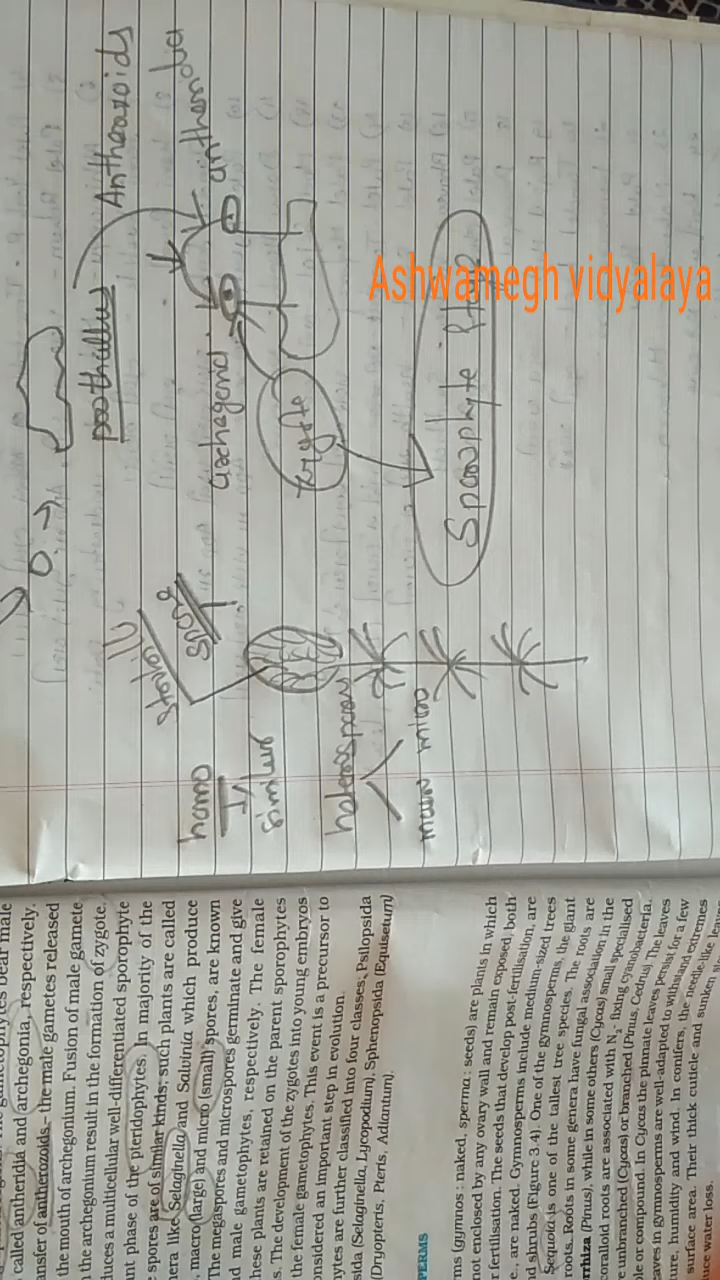 Ashwamegh vidyalaya
Antherozoids
prothallus
antheridia
archegonia
zygote
Sporophyte stage
spore
homo
similar
macro micro
called antheridia and archegonia, respectively.
ansfer of antherozoids - the male gametes released
the mouth of archegonium. Fusion of male gamete
the archegonium result in the formation of zygote.
duces a multicellular well-differentiated sporophyte
ant phase of the pteridophytes. In majority of the
spores are of similar kinds; such plants are called
nera like Selaginella and Salvinia which produce
, macro (large) and micro (small) spores, are known
The megaspores and microspores germinate and give
nd male gametophytes, respectively. The female
hese plants are retained on the parent sporophytes
s. The development of the zygotes into young embryos
the female gametophytes. This event is a precursor to
onsidered an important step in evolution.
hytes are further classified into four classes: Psilopsida
sida (Selaginella, Lycopodium), Sphenopsida (Equisetum)
(Dryopteris, Pteris, Adiantum).
PERMS
rms (gymnos : naked, sperma : seeds) are plants in which
not enclosed by any ovary wall and remain exposed, both
r fertilisation. The seeds that develop post-fertilisation, are
, are naked. Gymnosperms include medium-sized trees
nd shrubs (Figure 3.4). One of the gymnosperms, the giant
Sequoia is one of the tallest tree species. The roots are
roots. Roots in some genera have fungal association in the
rrhiza (Pinus), while in some others (Cycas) small specialised
oralloid roots are associated with N2- fixing cyanobacteria.
e unbranched (Cycas) or branched (Pinus, Cedrus). The leaves
le or compound. In Cycas the pinnate leaves persist for a few
aves in gymnosperms are well-adapted to withstand extremes
ure, humidity and wind. In conifers, the needle-like leaves
surface area. Their thick cuticle and sunken
uce water loss.